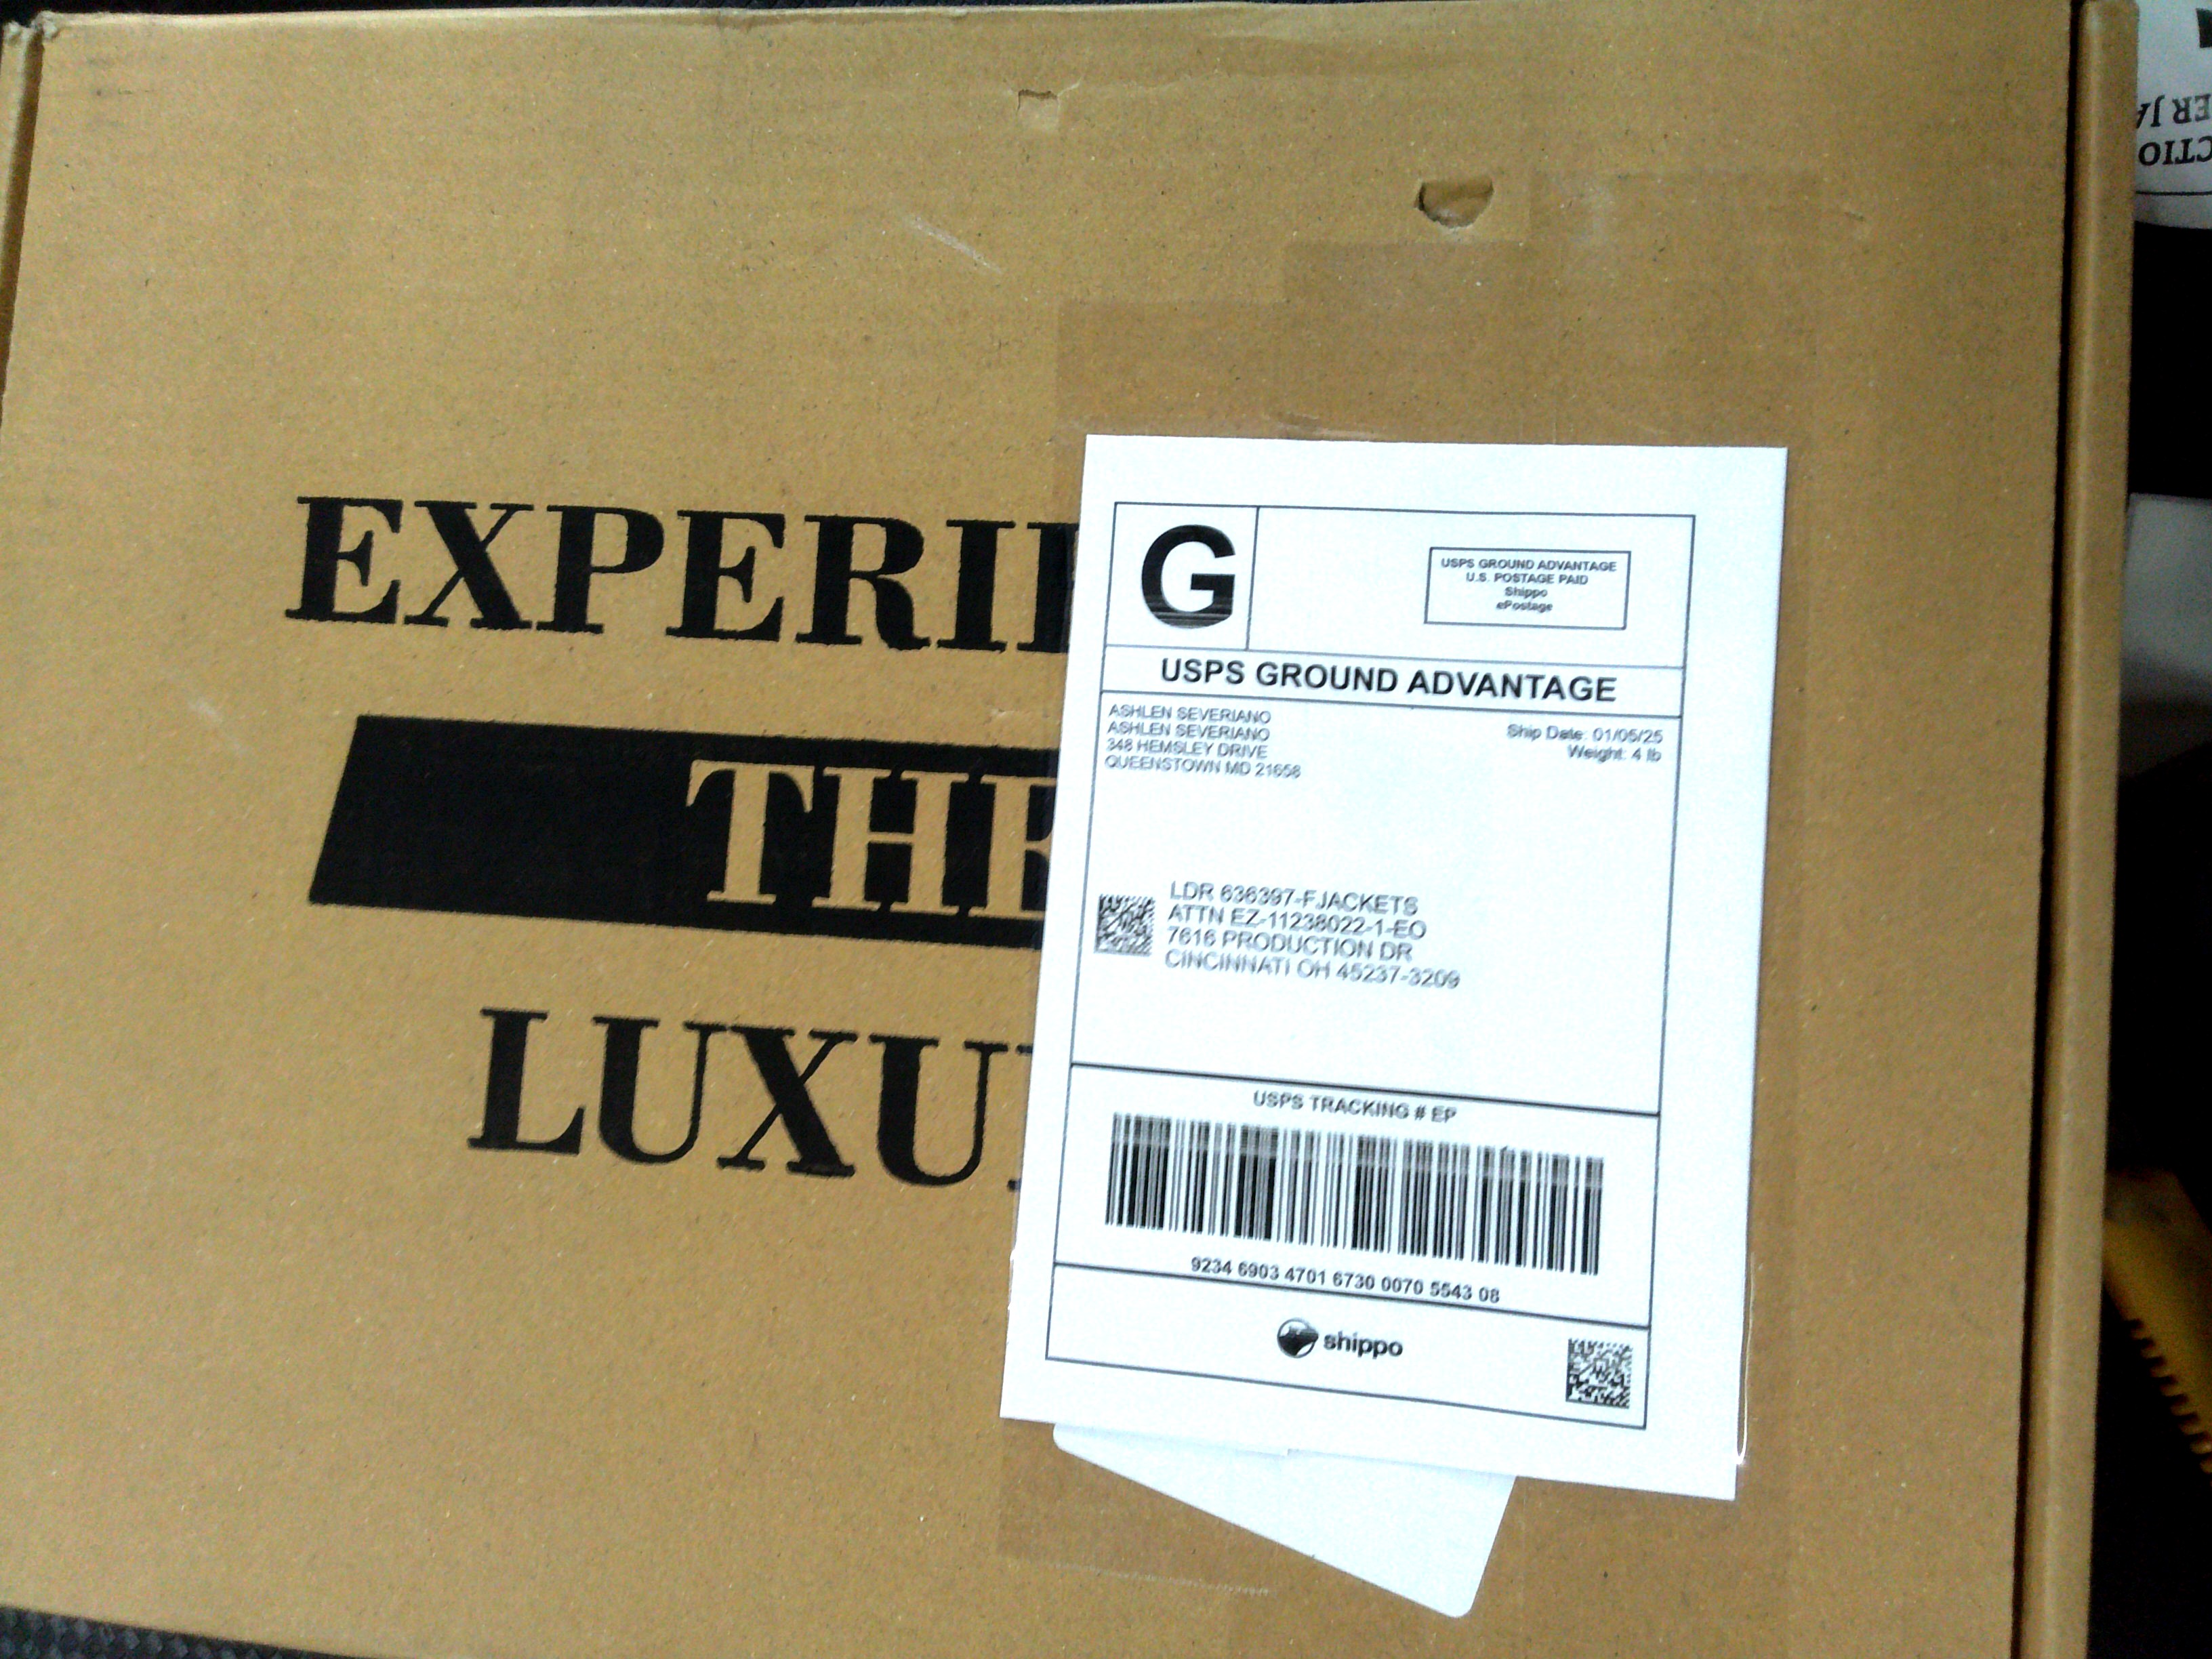 EXPERI
THE
LUXU
G
USPS GROUND ADVANTAGE
U.S. POSTAGE PAID
Shippo
ePostage
USPS GROUND ADVANTAGE
ASHLEN SEVERIANO
ASHLEN SEVERIANO
348 HEMSLEY DRIVE
QUEENSTOWN MD 21658
Ship Date: 01/05/25
Weight: 4 lb
LDR 636397-FJACKETS
ATTN EZ-11238022-1-EO
7616 PRODUCTION DR
CINCINNATI OH 45237-3209
USPS TRACKING # EP
9234 6903 4701 6730 0070 5543 08
shippo
CTIO
ER JA